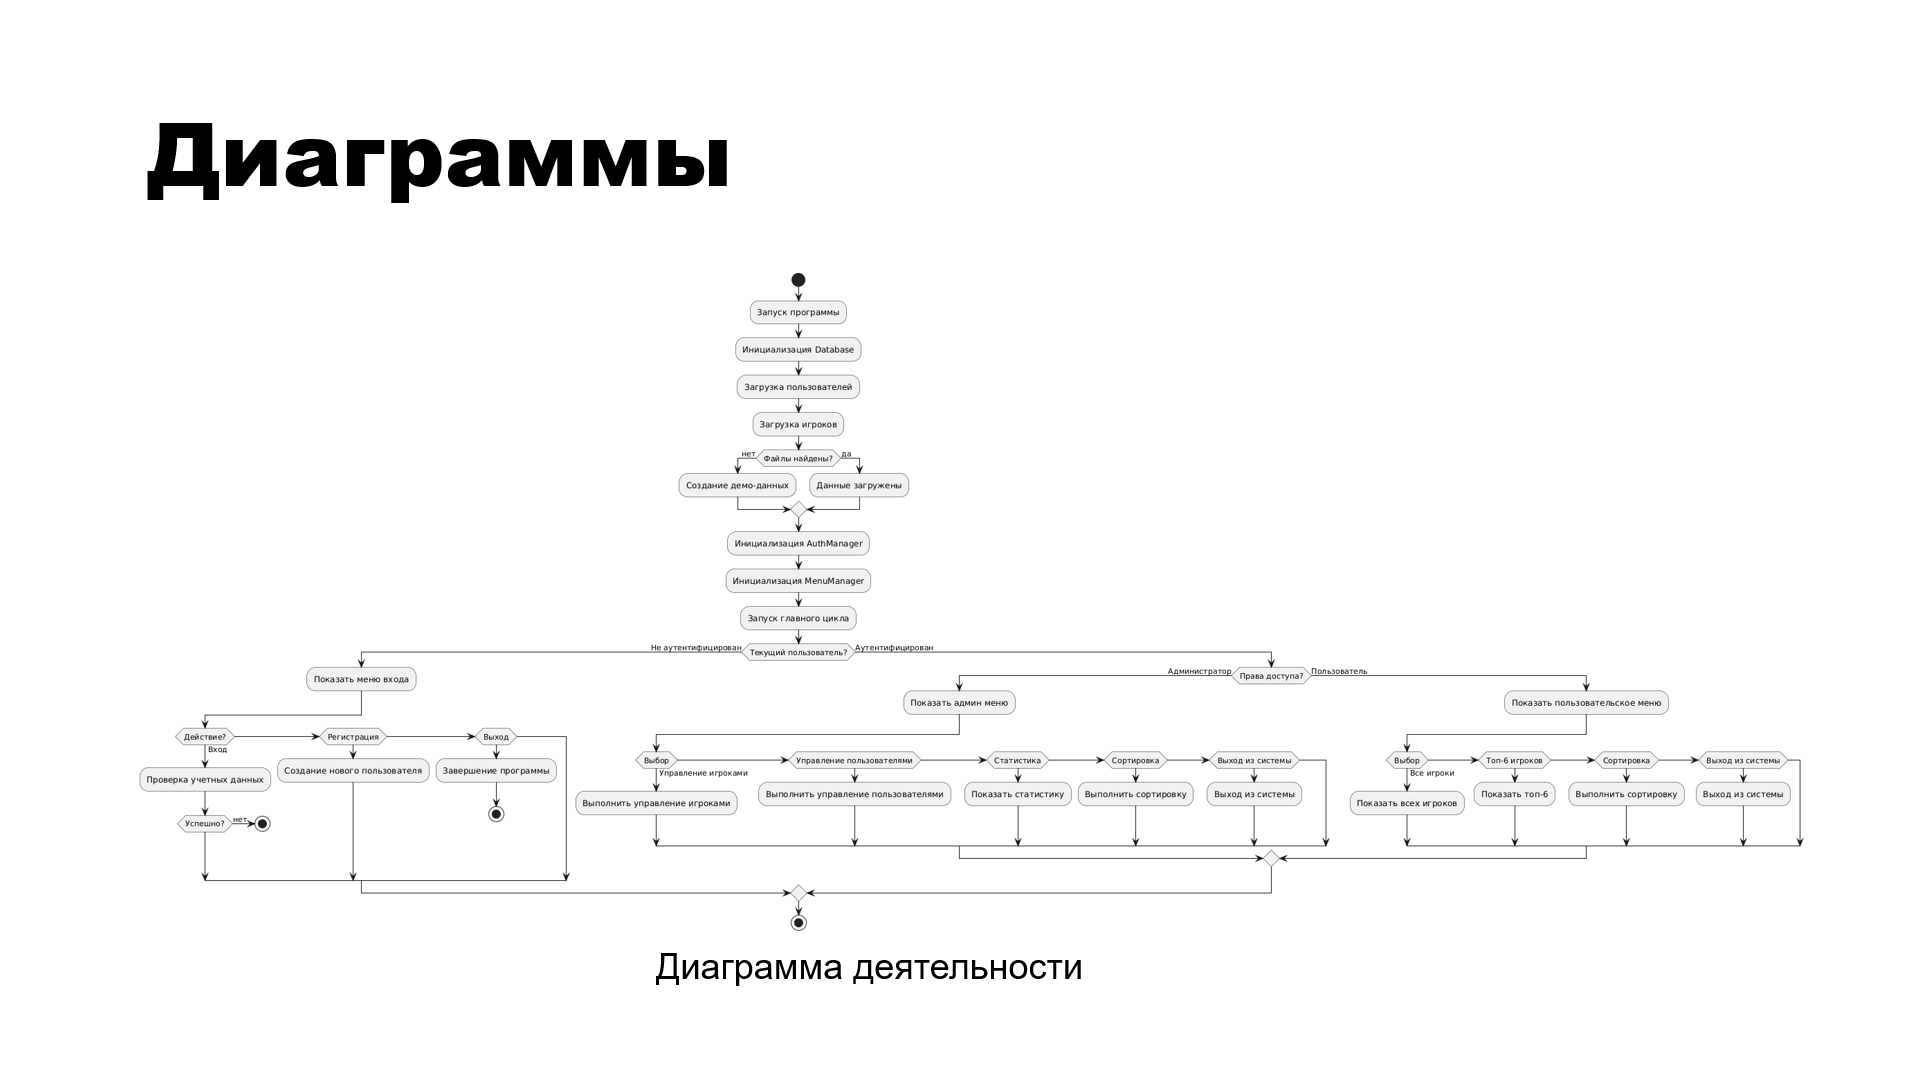 Диаграммы
Запуск программы
Инициализация Database
Загрузка пользователей
Загрузка игроков
нет
Файлы найдены?
да
Создание демо-данных
Данные загружены
Инициализация AuthManager
Инициализация MenuManager
Запуск главного цикла
Не аутентифицирован
Текущий пользователь?
Аутентифицирован
Показать меню входа
Действие?
Вход
Регистрация
Выход
Проверка учетных данных
Создание нового пользователя
Завершение программы
Успешно?
нет
Администратор
Права доступа?
Пользователь
Показать админ меню
Выбор
Управление игроками
Управление пользователями
Статистика
Сортировка
Выход из системы
Выполнить управление игроками
Выполнить управление пользователями
Показать статистику
Выполнить сортировку
Выход из системы
Показать пользовательское меню
Выбор
Все игроки
Топ-6 игроков
Сортировка
Выход из системы
Показать всех игроков
Показать топ-6
Выполнить сортировку
Выход из системы
Диаграмма деятельности